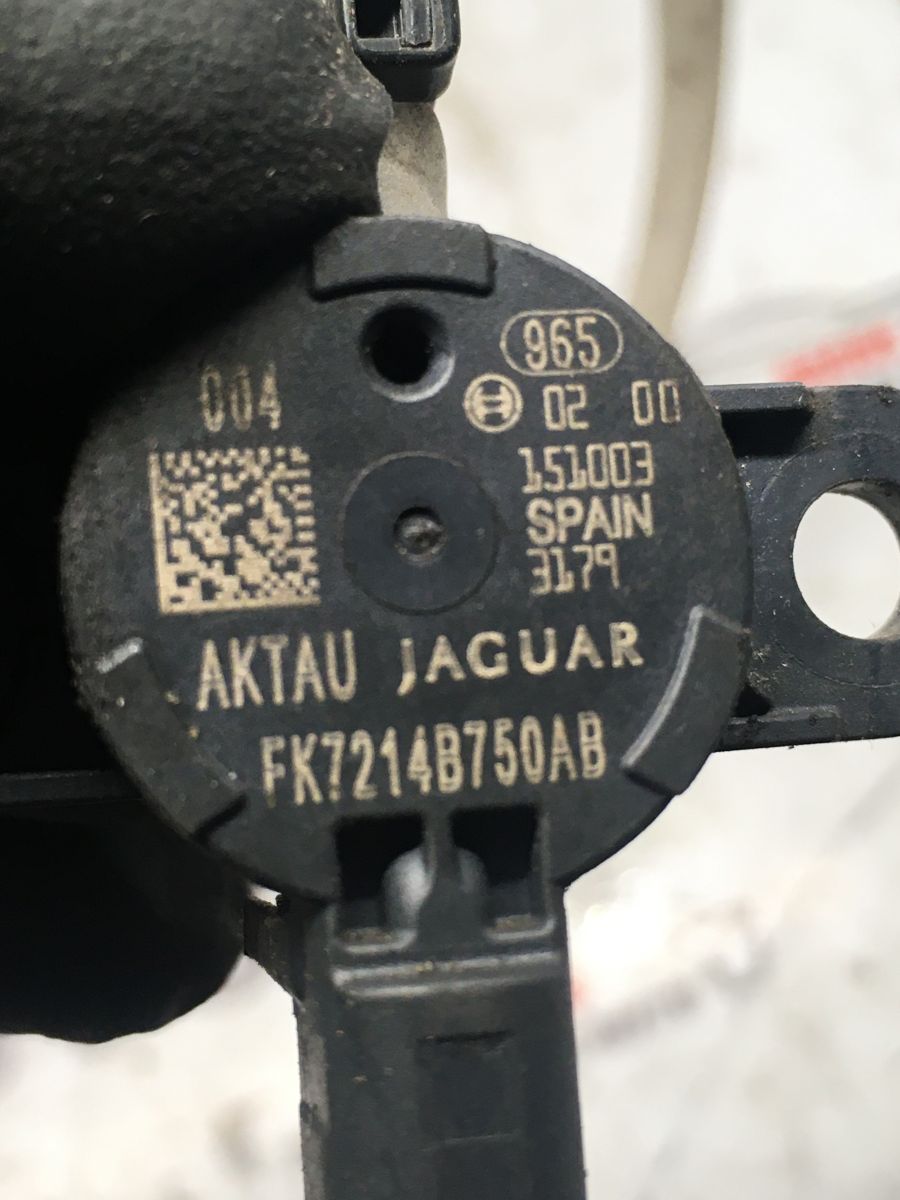 965
004
02 00
151003
SPAIN
3179
AKTAU JAGUAR
FK7214B750AB